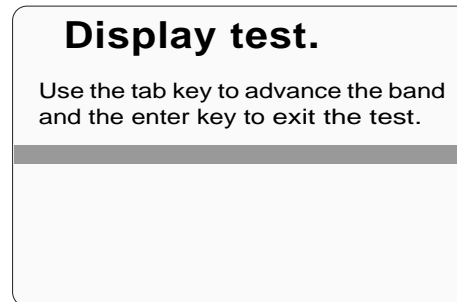 Display test.
Use the tab key to advance the band
and the enter key to exit the test.